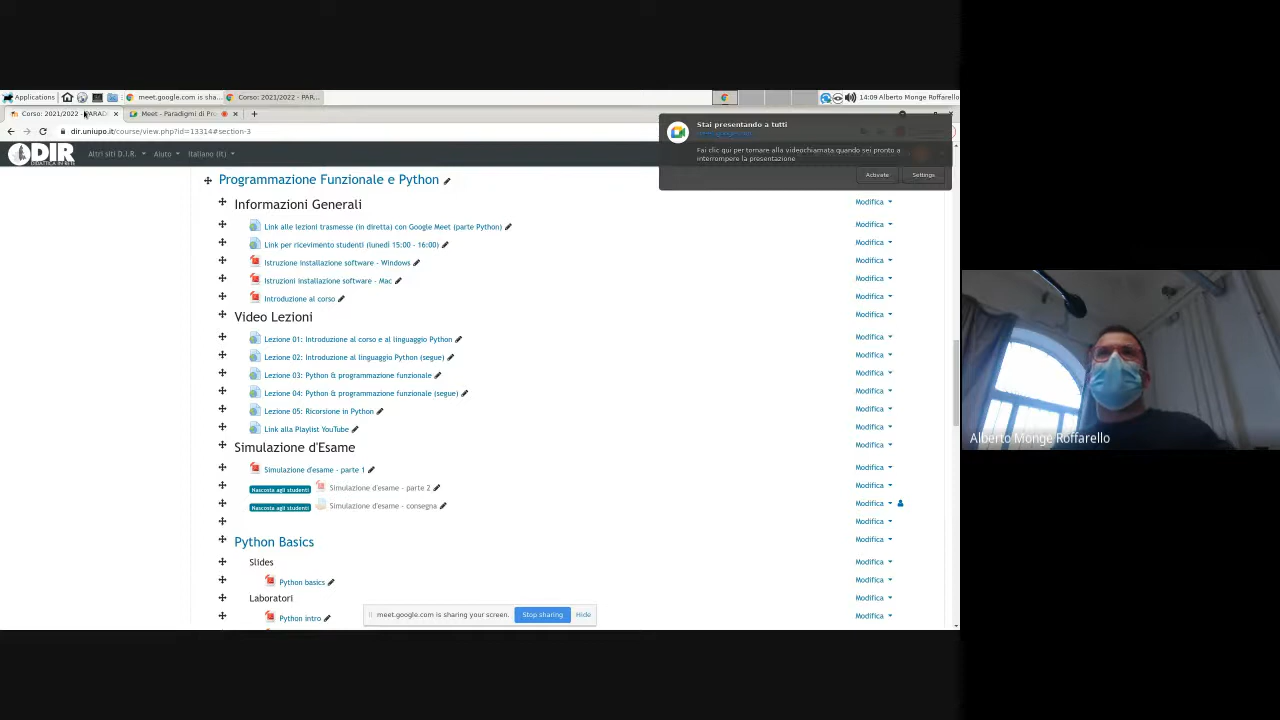 Applications
meet.google.com is sha...
Corso: 2021/2022 - PAR...
14:09 Alberto Monge Roffarello
Corso: 2021/2022 - PARAD
Meet - Paradigmi di Pro
dir.uniupo.it/course/view.php?id=13314#section-3
Stai presentando a tutti
Fai clic qui per tornare alla videochiamata quando sei pronto a
interrompere la presentazione
Activate
Settings
DIR
Altri siti D.I.R.
Aiuto
Italiano (it)
Programmazione Funzionale e Python
Informazioni Generali
Modifica
Link alle lezioni trasmesse (in diretta) con Google Meet (parte Python)
Modifica
Link per ricevimento studenti (lunedì 15:00 - 16:00)
Modifica
Istruzione installazione software - Windows
Modifica
Istruzioni installazione software - Mac
Modifica
Introduzione al corso
Modifica
Video Lezioni
Modifica
Lezione 01: Introduzione al corso e al linguaggio Python
Modifica
Lezione 02: Introduzione al linguaggio Python (segue)
Modifica
Lezione 03: Python & programmazione funzionale
Modifica
Lezione 04: Python & programmazione funzionale (segue)
Modifica
Lezione 05: Ricorsione in Python
Modifica
Link alla Playlist YouTube
Modifica
Simulazione d'Esame
Modifica
Simulazione d'esame - parte 1
Modifica
Nascosta agli studenti
Simulazione d'esame - parte 2
Modifica
Nascosta agli studenti
Simulazione d'esame - consegna
Modifica
Modifica
Python Basics
Modifica
Slides
Modifica
Python basics
Modifica
Laboratori
Modifica
Python intro
Modifica
meet.google.com is sharing your screen.
Stop sharing
Hide
Alberto Monge Roffarello